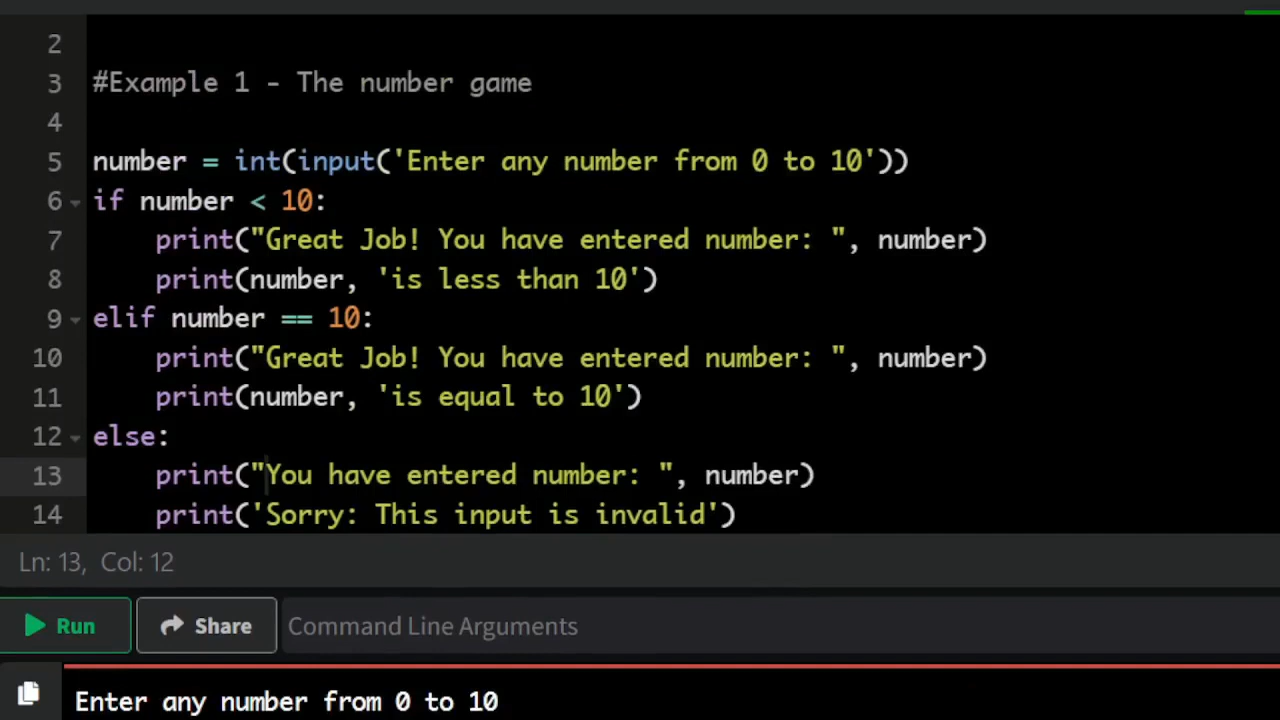 2
3 #Example 1 - The number game
4
5 number = int(input('Enter any number from 0 to 10'))
6 if number < 10:
7 print("Great Job! You have entered number: ", number)
8 print(number, 'is less than 10')
9 elif number == 10:
10 print("Great Job! You have entered number: ", number)
11 print(number, 'is equal to 10')
12 else:
13 print("You have entered number: ", number)
14 print('Sorry: This input is invalid')
Ln: 13, Col: 12
Run Share Command Line Arguments
Enter any number from 0 to 10